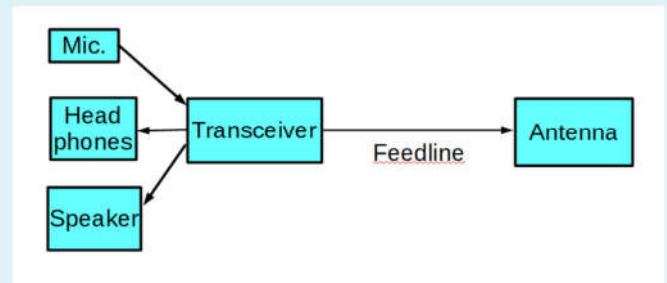 Mic.
Head
phones
Transceiver
Antenna
Feedline
Speaker